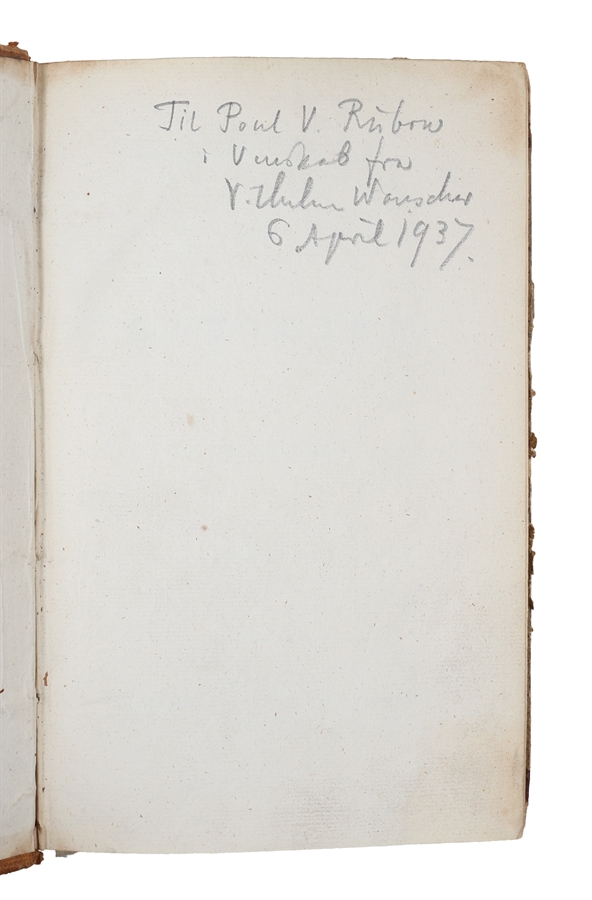 Til Poul V. Rubow
i Venskab fra
Vilhelm Wanscher
6 April 1937.